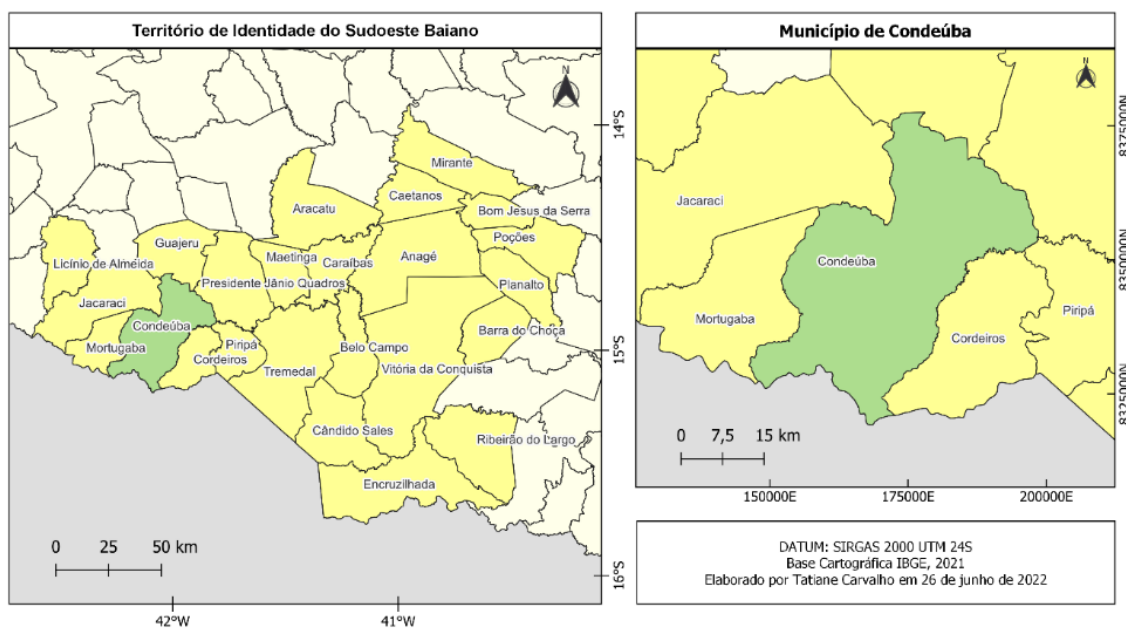 Território de Identidade do Sudoeste Baiano
N
14°S
Mirante
Caetanos
Aracatu
Bom Jesus da Serra
Guajeru
Maetinga
Caraíbas
Anagé
Poções
Licínio de Almeida
Presidente Jânio Quadros
Planalto
Jacaraci
Condeúba
Barra do Choça
Mortugaba
Piripá
Cordeiros
Belo Campo
15°S
Tremedal
Vitória da Conquista
Cândido Sales
Ribeirão do Largo
Encruzilhada
0 25 50 km
16°S
42°W 41°W
Município de Condeúba
N
8375000N
Jacaraci
Condeúba
8350000N
Mortugaba
Piripá
Cordeiros
8325000N
0 7,5 15 km
150000E 175000E 200000E
DATUM: SIRGAS 2000 UTM 24S
Base Cartográfica IBGE, 2021
Elaborado por Tatiane Carvalho em 26 de junho de 2022